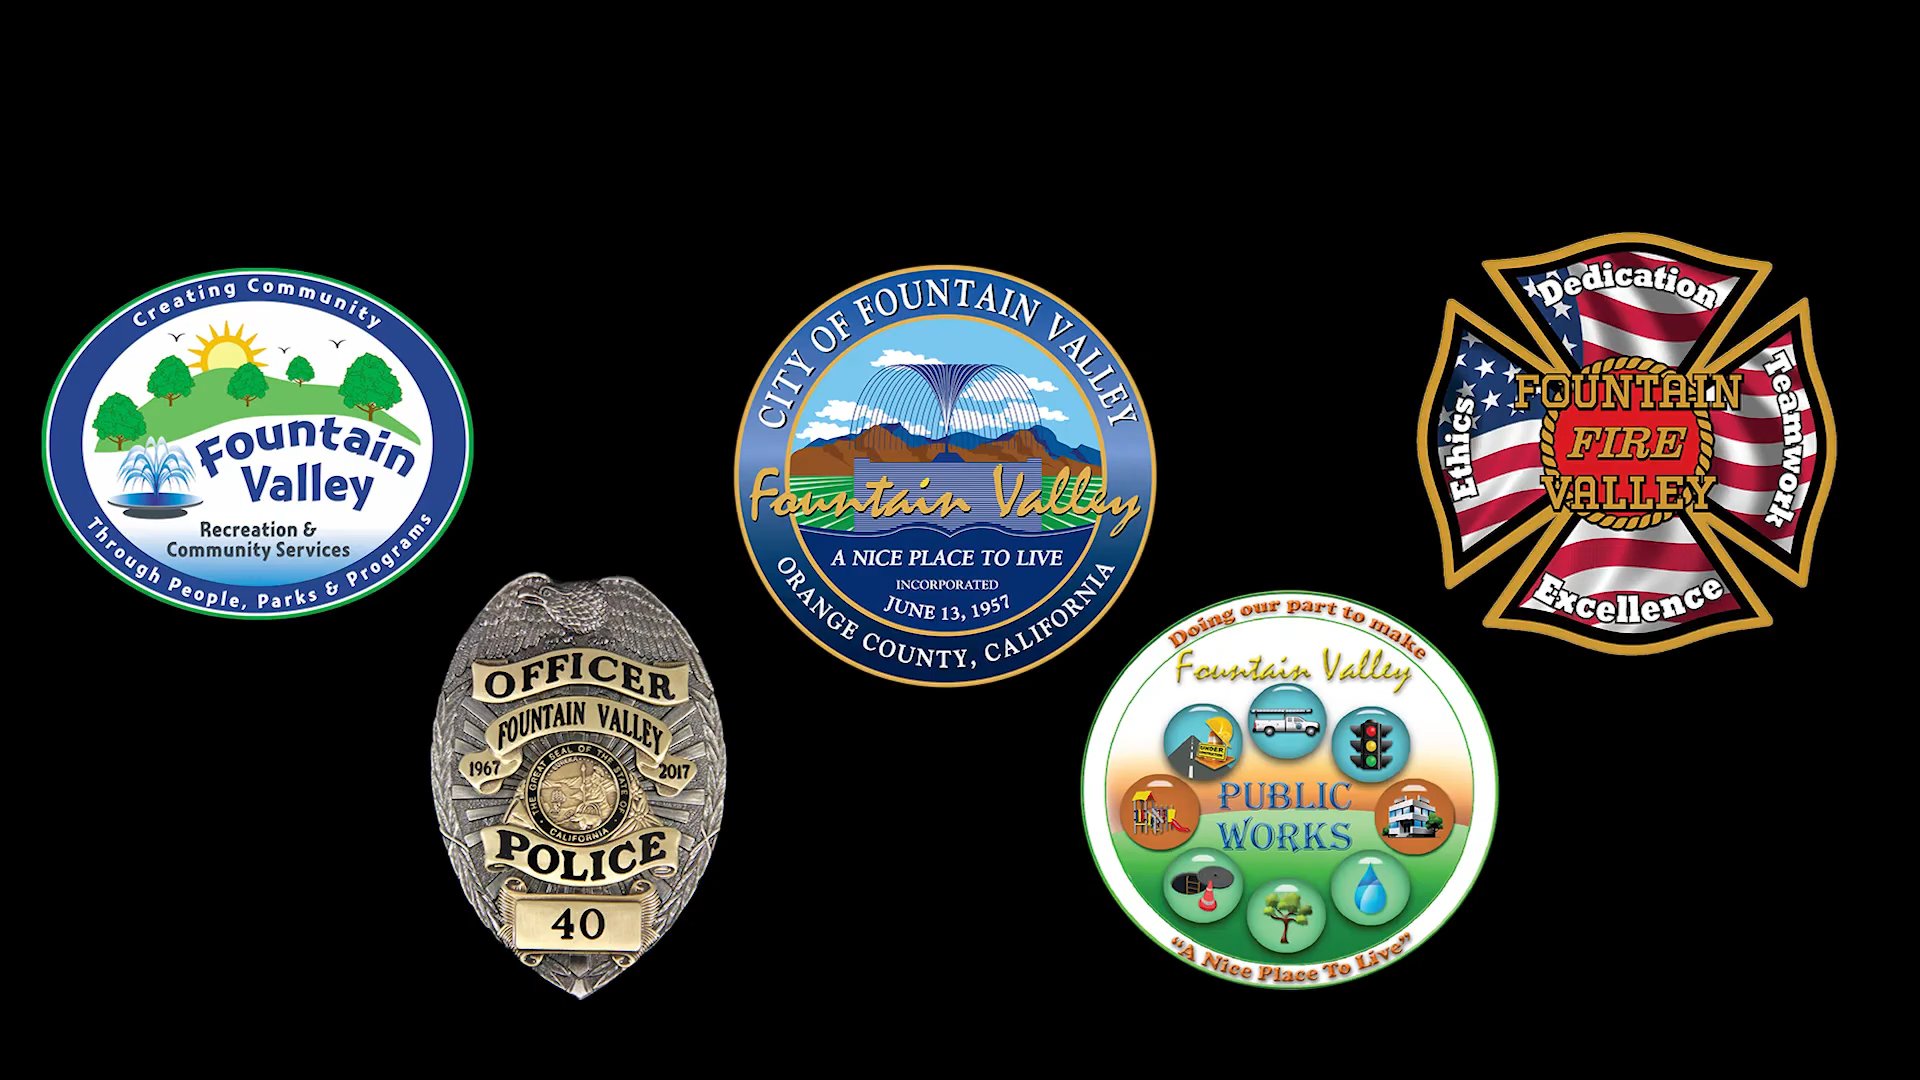 Creating Community
Fountain
Valley
Recreation &
Community Services
Through People, Parks & Programs
OFFICER
FOUNTAIN VALLEY
1967 2017
THE GREAT SEAL OF THE STATE OF
EUREKA
CALIFORNIA
POLICE
40
CITY OF FOUNTAIN VALLEY
Fountain Valley
A NICE PLACE TO LIVE
INCORPORATED
JUNE 13, 1957
ORANGE COUNTY, CALIFORNIA
Doing our part to make
Fountain Valley
UNDER
CONSTRUCTION
PUBLIC
WORKS
"A Nice Place To Live"
Dedication
Ethics
FOUNTAIN
FIRE
VALLEY
Teamwork
Excellence